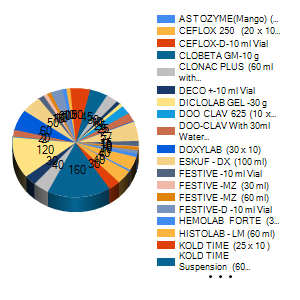 ASTOZYME(Mango) (...
CEFLOX 250 (20 x 10...
CEFLOX-D-10 ml Vial
CLOBETA GM-10 g
CLONAC PLUS (60 ml
with...
DECO +-10 ml Vial
DICLOLAB GEL -30 g
DOO CLAV 625 (10 x...
DOO-CLAV With 30ml
Water...
DOXYLAB (30 x 10)
ESKUF - DX (100 ml)
FESTIVE -10 ml Vial
FESTIVE -MZ (30 ml)
FESTIVE -MZ (60 ml)
FESTIVE-D -10 ml Vial
HEMOLAB FORTE (3...
HISTOLAB - LM (60 ml)
KOLD TIME (25 x 10 )
KOLD TIME
Suspension (60...
• • •
50
60
20
120
20
40
160
30
40